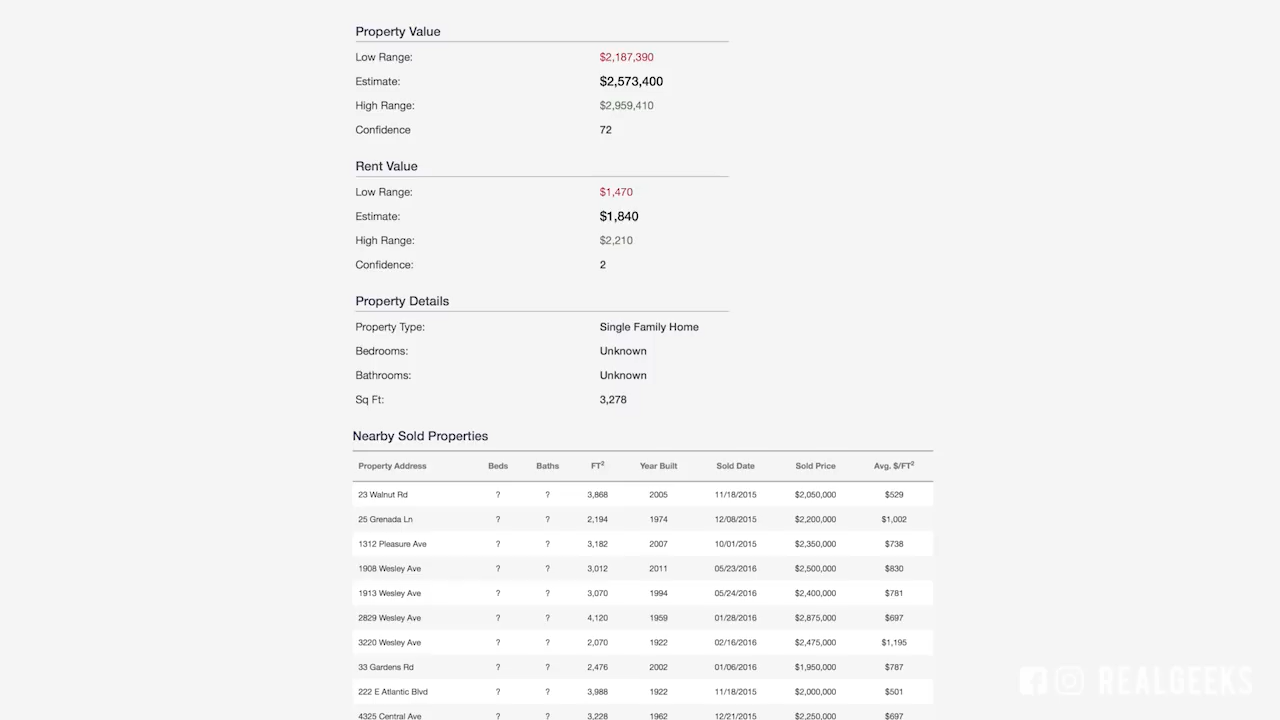 Property Value
Low Range: $2,187,390
Estimate: $2,573,400
High Range: $2,959,410
Confidence 72
Rent Value
Low Range: $1,470
Estimate: $1,840
High Range: $2,210
Confidence: 2
Property Details
Property Type: Single Family Home
Bedrooms: Unknown
Bathrooms: Unknown
Sq Ft: 3,278
Nearby Sold Properties
Property Address Beds Baths FT² Year Built Sold Date Sold Price Avg. $/FT²
23 Walnut Rd ? ? 3,868 2005 11/18/2015 $2,050,000 $529
25 Grenada Ln ? ? 2,194 1974 12/08/2015 $2,200,000 $1,002
1312 Pleasure Ave ? ? 3,182 2007 10/01/2015 $2,350,000 $738
1908 Wesley Ave ? ? 3,012 2011 05/23/2016 $2,500,000 $830
1913 Wesley Ave ? ? 3,070 1994 05/24/2016 $2,400,000 $781
2829 Wesley Ave ? ? 4,120 1959 01/28/2016 $2,875,000 $697
3220 Wesley Ave ? ? 2,070 1922 02/16/2016 $2,475,000 $1,195
33 Gardens Rd ? ? 2,476 2002 01/06/2016 $1,950,000 $787
222 E Atlantic Blvd ? ? 3,988 1922 11/18/2015 $2,000,000 $501
4325 Central Ave ? ? 3,228 1962 12/21/2015 $2,250,000 $697
REALGEEKS